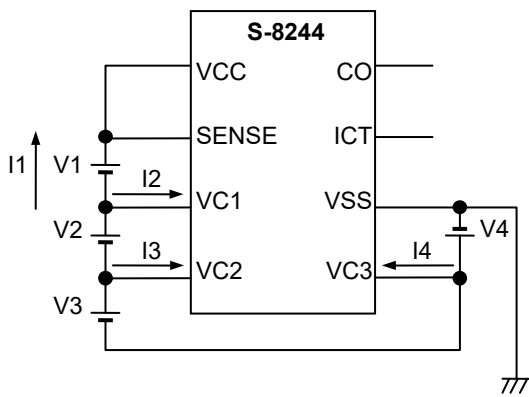 S-8244
VCC
CO
SENSE
ICT
I1
V1
I2
VC1
VSS
V2
V4
I3
I4
VC2
VC3
V3